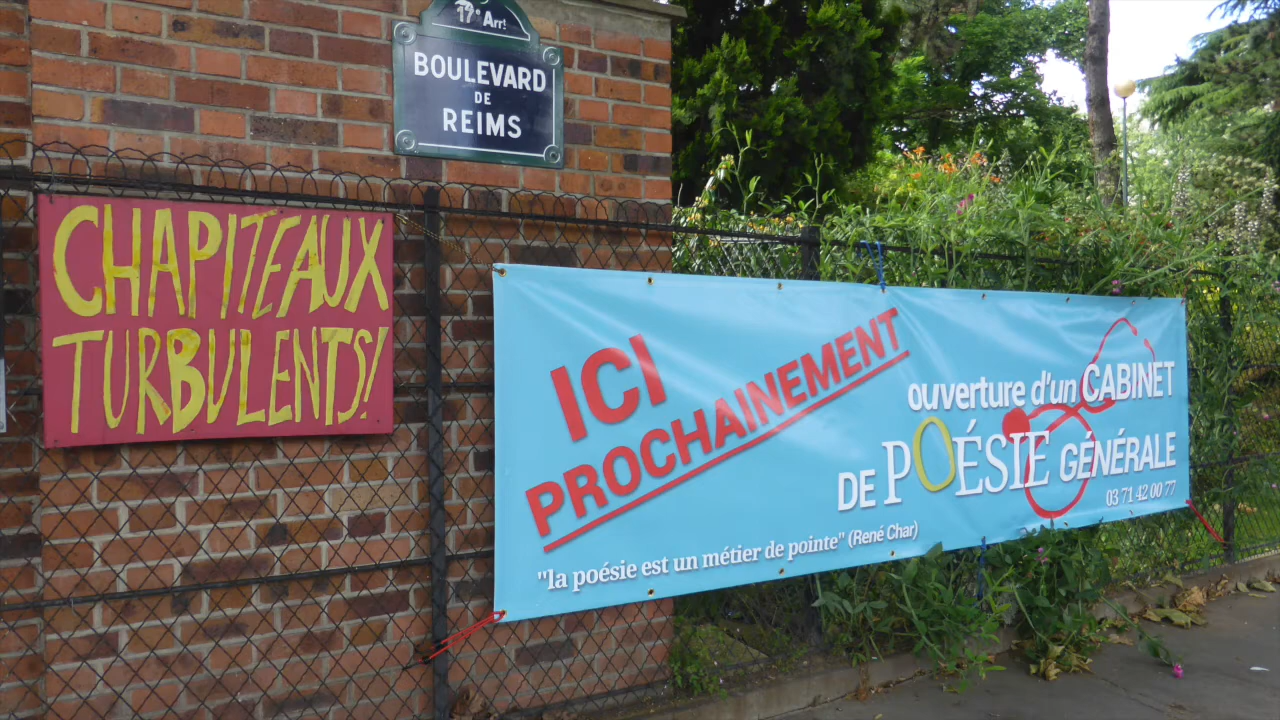 17e Arrt
BOULEVARD
DE
REIMS
CHAPITEAUX
TURBULENTS!
ICI
PROCHAINEMENT
ouverture d'un CABINET
DE POÉSIE GÉNÉRALE
03 71 42 00 77
"la poésie est un métier de pointe" (René Char)